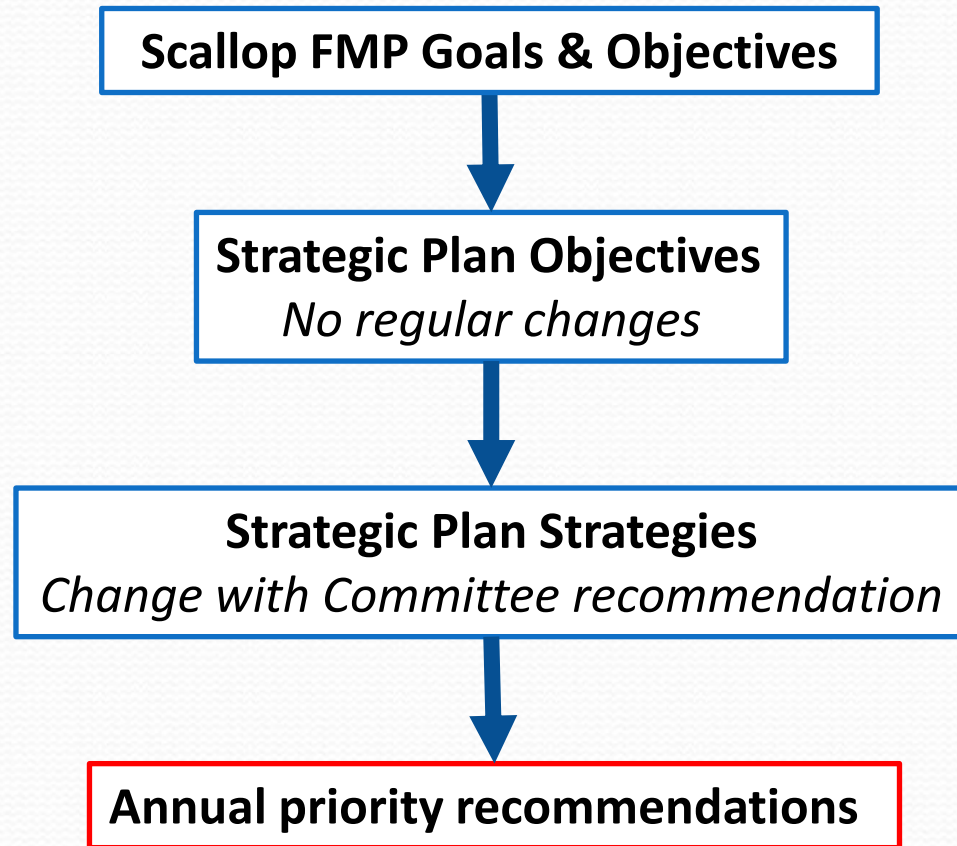 Scallop FMP Goals & Objectives
Strategic Plan Objectives
No regular changes
Strategic Plan Strategies
Change with Committee recommendation
Annual priority recommendations